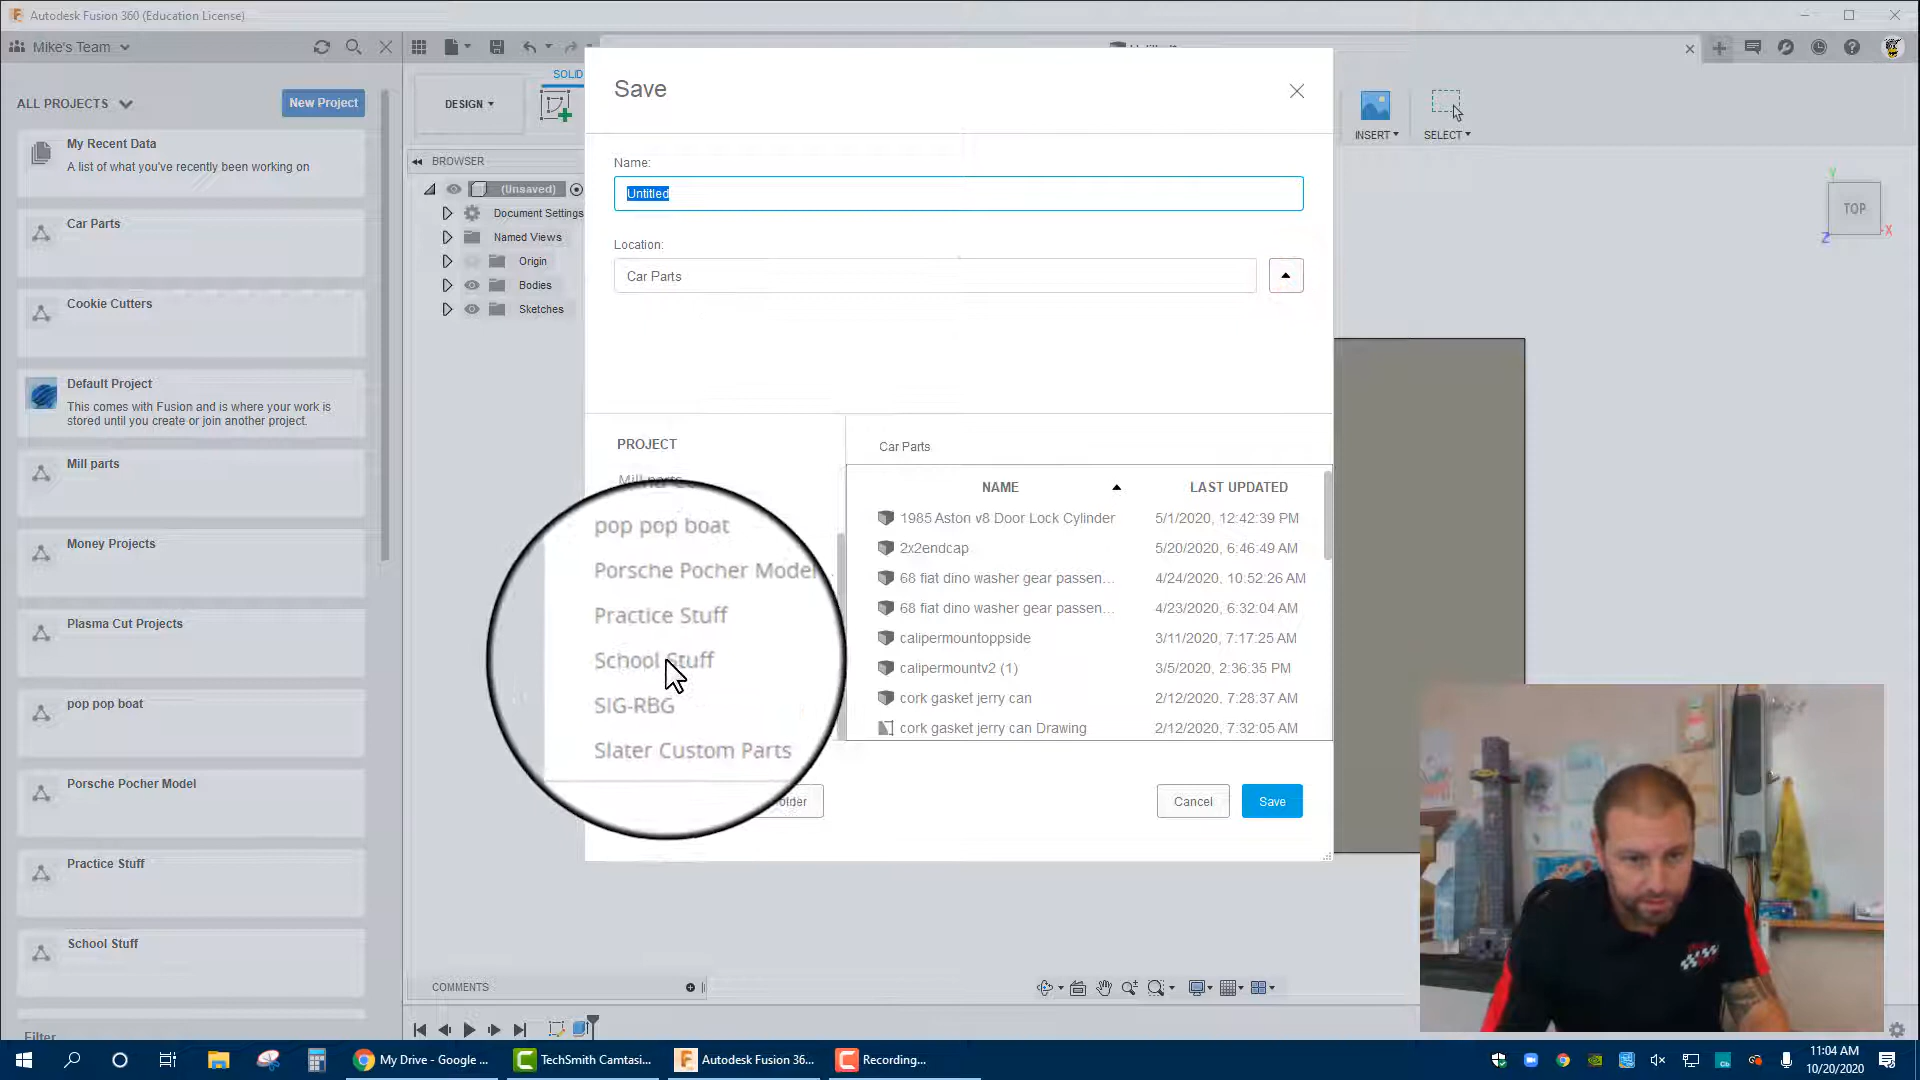 Autodesk Fusion 360 (Education License)
Mike's Team
SOLID
DESIGN
INSERT
SELECT
ALL PROJECTS
New Project
My Recent Data
A list of what you've recently been working on
Car Parts
Cookie Cutters
Default Project
This comes with Fusion and is where your work is
stored until you create or join another project.
Mill parts
Money Projects
Plasma Cut Projects
pop pop boat
Porsche Pocher Model
Practice Stuff
School Stuff
Filter
BROWSER
(Unsaved)
Document Settings
Named Views
Origin
Bodies
Sketches
Save
Name:
Untitled
Location:
Car Parts
PROJECT
Mill parts
pop pop boat
Porsche Pocher Model
Practice Stuff
School Stuff
SIG-RBG
Slater Custom Parts
Car Parts
NAME LAST UPDATED
1985 Aston v8 Door Lock Cylinder 5/1/2020, 12:42:39 PM
2x2endcap 5/20/2020, 6:46:49 AM
68 fiat dino washer gear passen... 4/24/2020, 10:52:26 AM
68 fiat dino washer gear passen... 4/23/2020, 6:32:04 AM
calipermountoppside 3/11/2020, 7:17:25 AM
calipermountv2 (1) 3/5/2020, 2:36:35 PM
cork gasket jerry can 2/12/2020, 7:28:37 AM
cork gasket jerry can Drawing 2/12/2020, 7:32:05 AM
Cancel
Save
Y
TOP
X
Z
COMMENTS
My Drive - Google ...
TechSmith Camtasi...
Autodesk Fusion 36...
Recording...
11:04 AM
10/20/2020